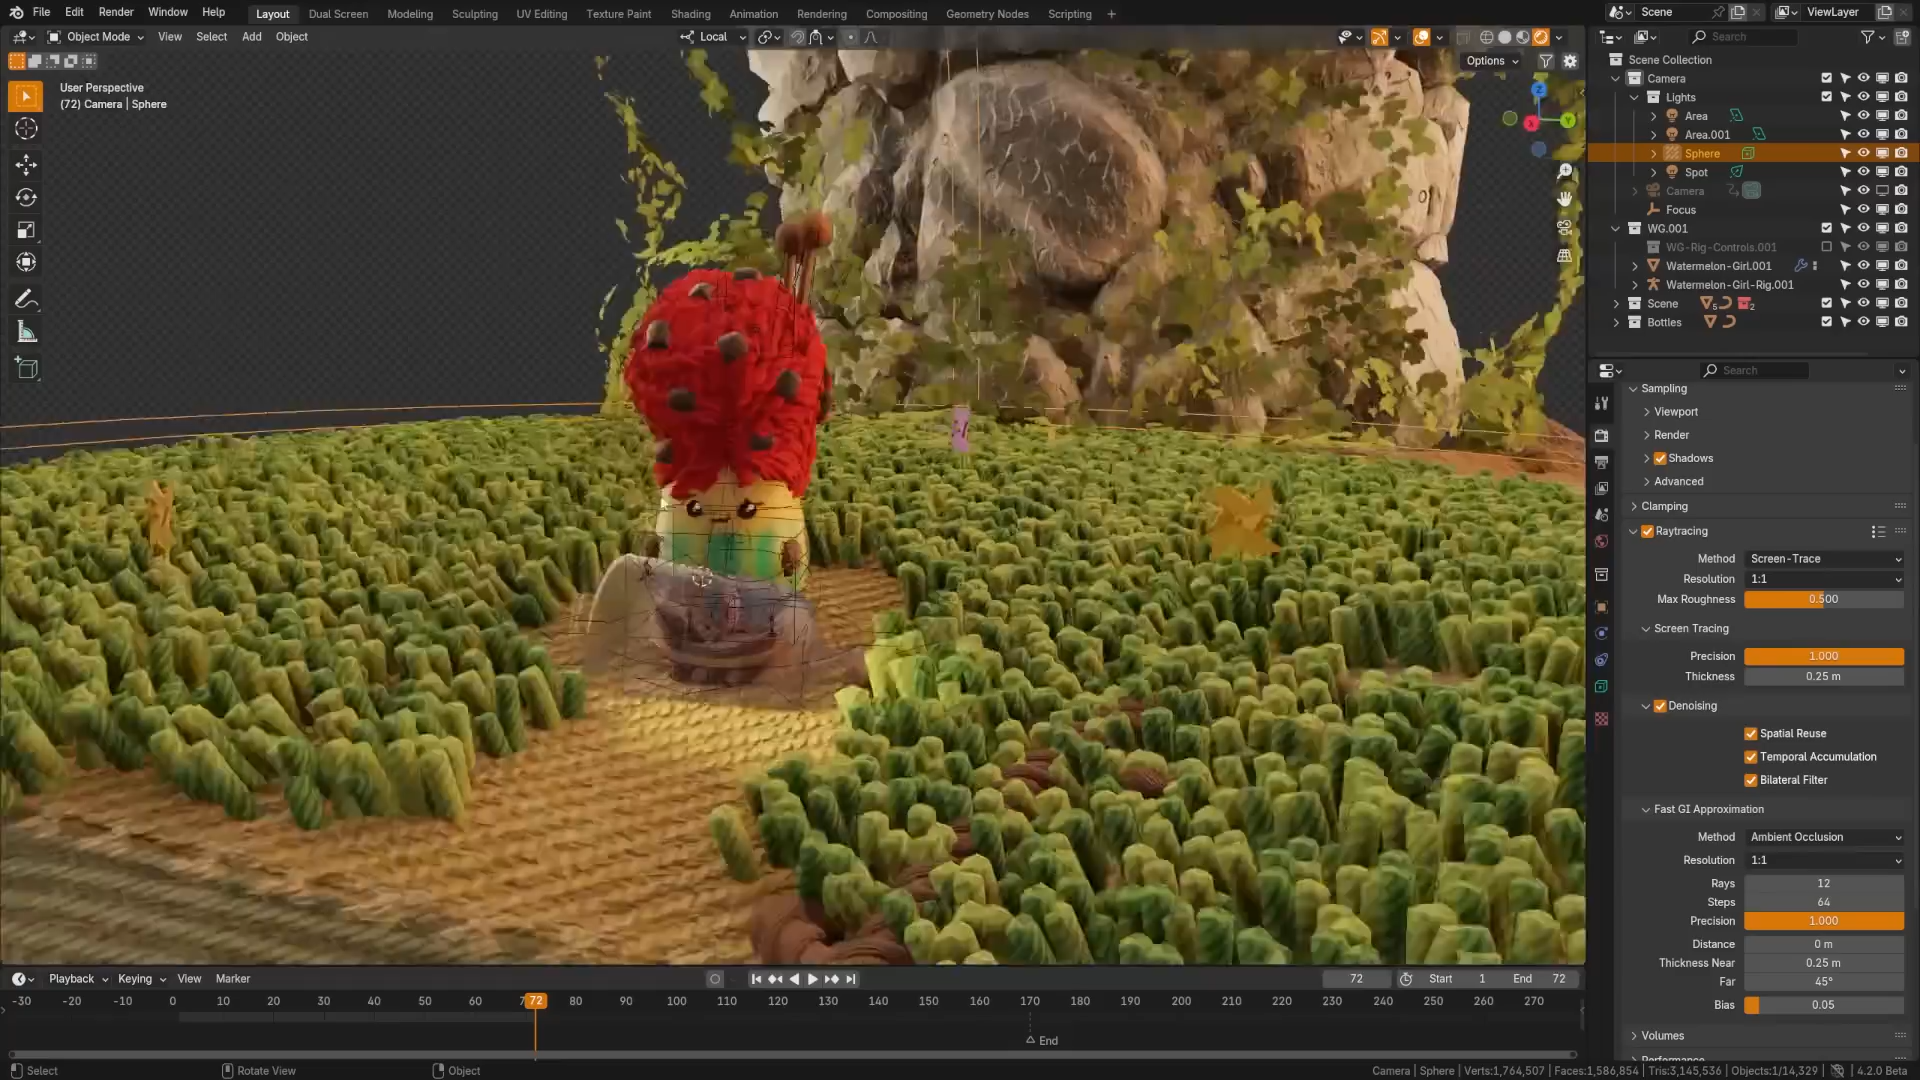 File Edit Render Window Help Layout Dual Screen Modeling Sculpting UV Editing Texture Paint Shading Animation Rendering Compositing Geometry Nodes Scripting + Scene ViewLayer
Object Mode View Select Add Object Local Search
Options
User Perspective
(72) Camera | Sphere
Scene Collection
Camera
Lights
Area
Area.001
Sphere
Spot
Camera
Focus
WG.001
WG-Rig-Controls.001
Watermelon-Girl.001
Watermelon-Girl-Rig.001
Scene 5 2
Bottles
Search
Sampling
Viewport
Render
Shadows
Advanced
Clamping
Raytracing
Method Screen-Trace
Resolution 1:1
Max Roughness 0.500
Screen Tracing
Precision 1.000
Thickness 0.25 m
Denoising
Spatial Reuse
Temporal Accumulation
Bilateral Filter
Fast GI Approximation
Method Ambient Occlusion
Resolution 1:1
Rays 12
Steps 64
Precision 1.000
Distance 0 m
Thickness Near 0.25 m
Far 45°
Bias 0.05
Volumes
Performance
Playback Keying View Marker 72 Start 1 End 72
-30 -20 -10 0 10 20 30 40 50 60 72 80 90 100 110 120 130 140 150 160 170 180 190 200 210 220 230 240 250 260 270
End
Select Rotate View Object Camera | Sphere | Verts:1,764,507 | Faces:1,586,854 | Tris:3,145,536 | Objects:1/14,329 | 4.2.0 Beta